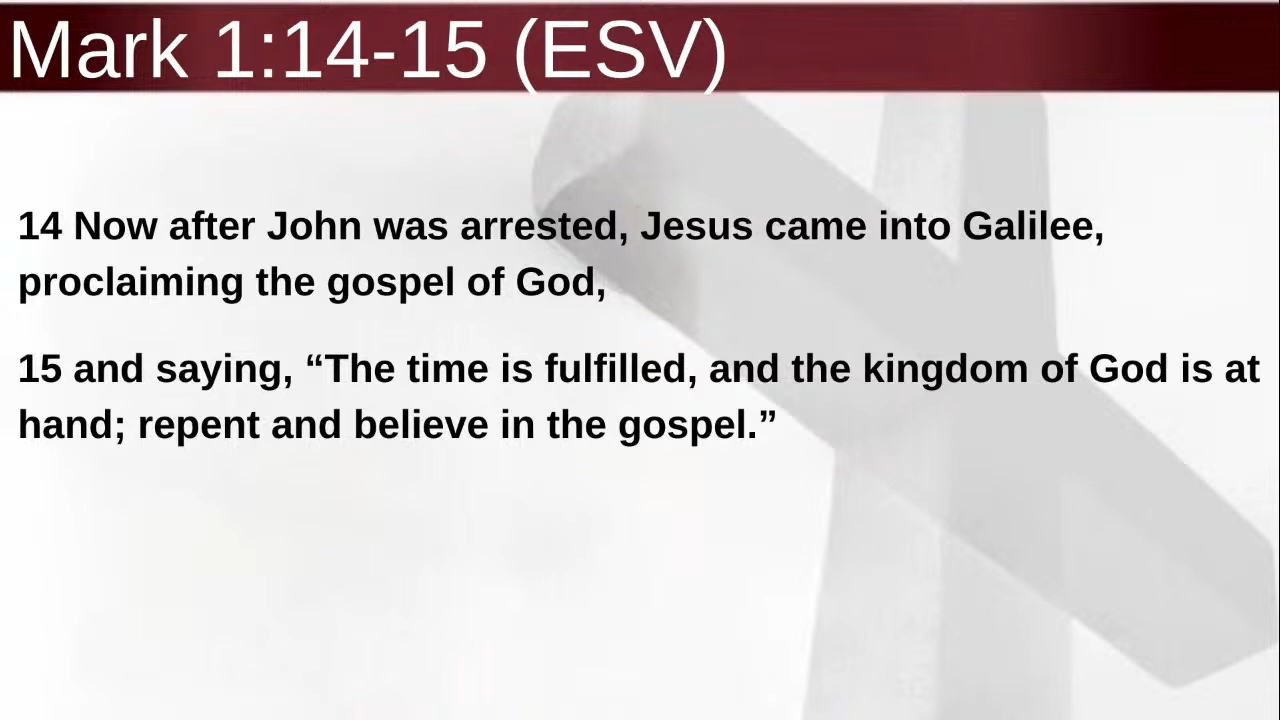 Mark 1:14-15 (ESV)
14 Now after John was arrested, Jesus came into Galilee,
proclaiming the gospel of God,
15 and saying, “The time is fulfilled, and the kingdom of God is at
hand; repent and believe in the gospel.”